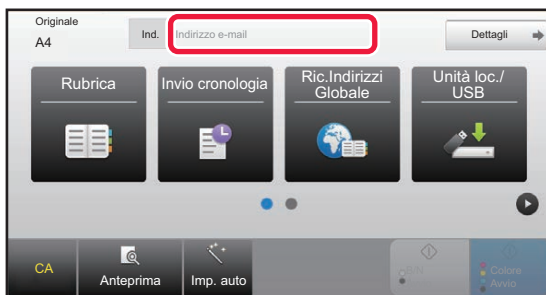 Originale
A4
Ind.
Indirizzo e-mail
Dettagli
Rubrica
Invio cronologia
Ric.Indirizzi
Globale
Unità loc./
USB
CA
Anteprima
Imp. auto
B/N
Avvio
Colore
Avvio